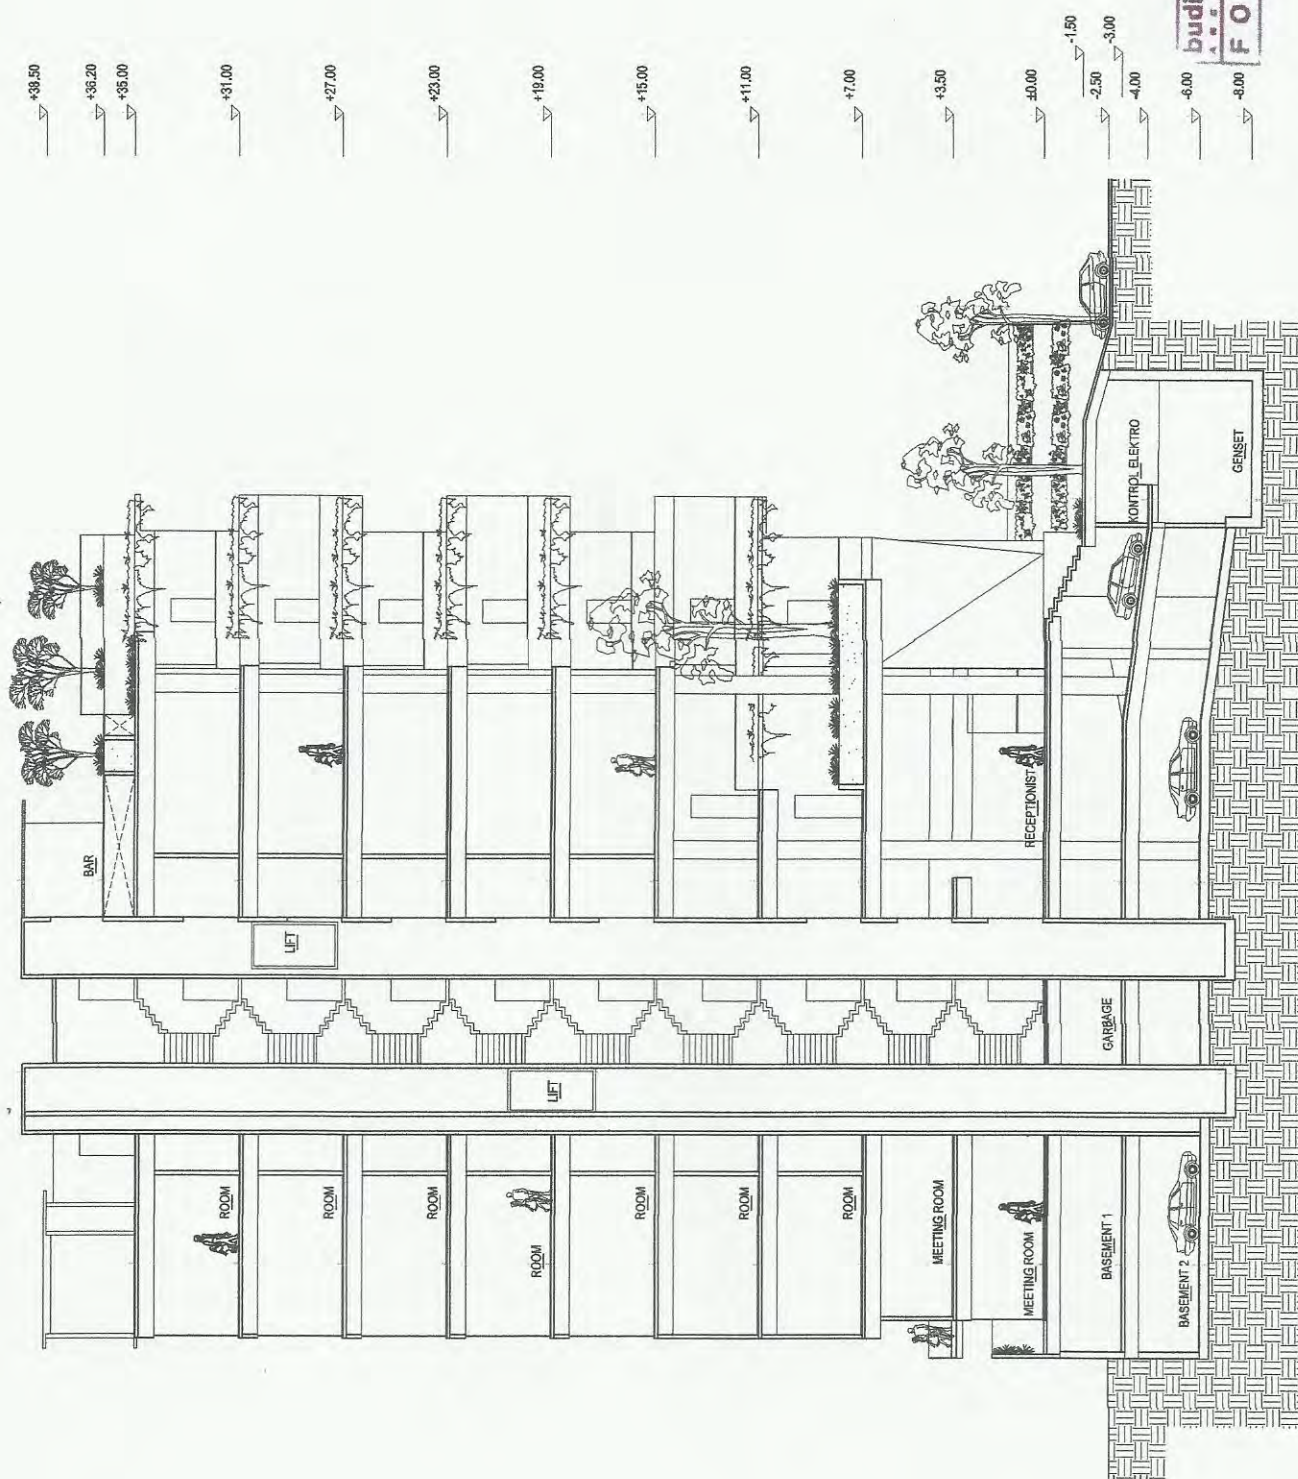 +38.50
+36.20
+35.00
+31.00
+27.00
+23.00
+19.00
+15.00
+11.00
+7.00
+3.50
±0.00
-1.50
-2.50
-3.00
-4.00
-6.00
-8.00
BAR
LIFT
LIFT
ROOM
ROOM
ROOM
ROOM
ROOM
ROOM
ROOM
MEETING ROOM
MEETING ROOM
RECEPTIONIST
GARBAGE
BASEMENT 1
BASEMENT 2
KONTROL ELEKTRO
GENSET